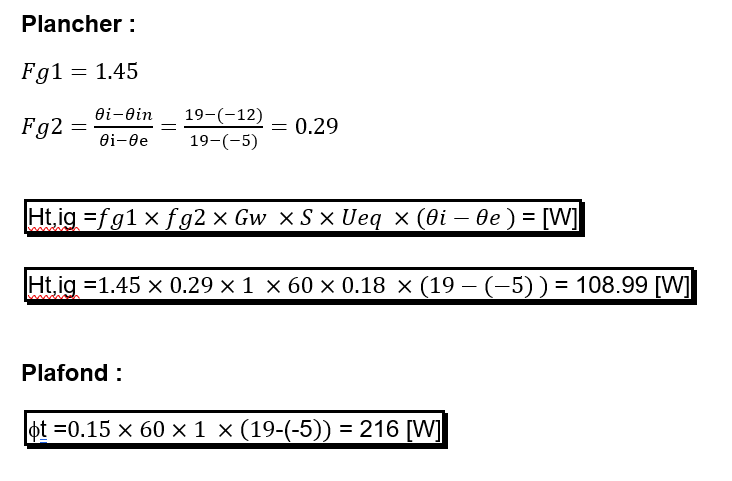 Plancher :
Fg1 = 1.45
Fg2 = θi−θin / θi−θe = 19−(−12) / 19−(−5) = 0.29
Ht,ig =fg1 × fg2 × Gw × S × Ueq × (θi − θe ) = [W]
Ht,ig =1.45 × 0.29 × 1 × 60 × 0.18 × (19 − (−5) ) = 108.99 [W]
Plafond :
ϕt =0.15 × 60 × 1 × (19-(-5)) = 216 [W]